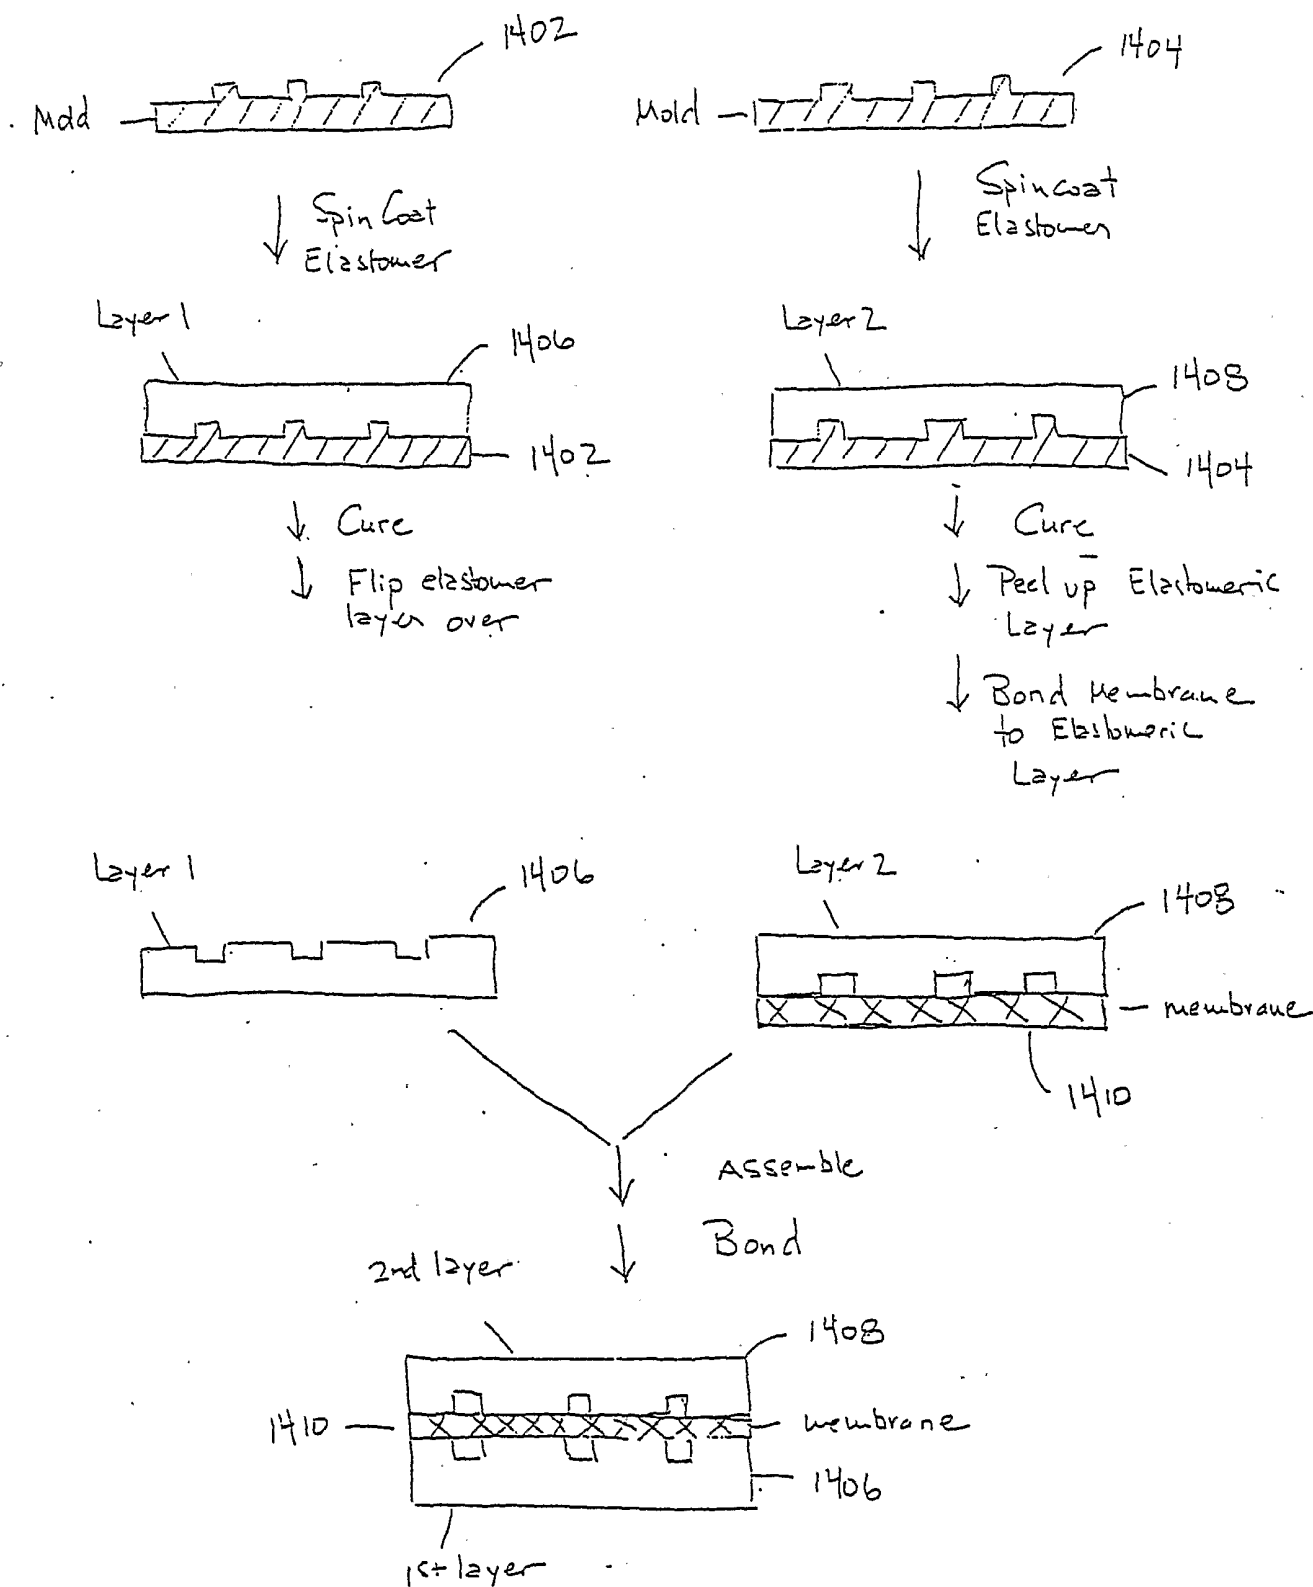 1402
1404
Mold
Mold
Spin Coat
Elastomer
Spin coat
Elastomer
Layer 1
1406
1402
Layer 2
1408
1404
Cure
Flip elastomer
layer over
Cure
Peel up Elastomeric
Layer
Bond Membrane
to Elastomeric
Layer
Layer 1
1406
Layer 2
1408
membrane
1410
Assemble
Bond
2nd layer
1408
1410
membrane
1406
1st layer